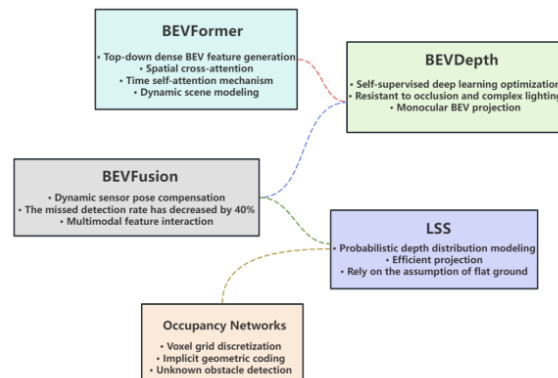 BEVFormer
• Top-down dense BEV feature generation
• Spatial cross-attention
• Time self-attention mechanism
• Dynamic scene modeling
BEVDepth
• Self-supervised deep learning optimization
• Resistant to occlusion and complex lighting
• Monocular BEV projection
BEVFusion
• Dynamic sensor pose compensation
• The missed detection rate has decreased by 40%
• Multimodal feature interaction
LSS
• Probabilistic depth distribution modeling
• Efficient projection
• Rely on the assumption of flat ground
Occupancy Networks
• Voxel grid discretization
• Implicit geometric coding
• Unknown obstacle detection